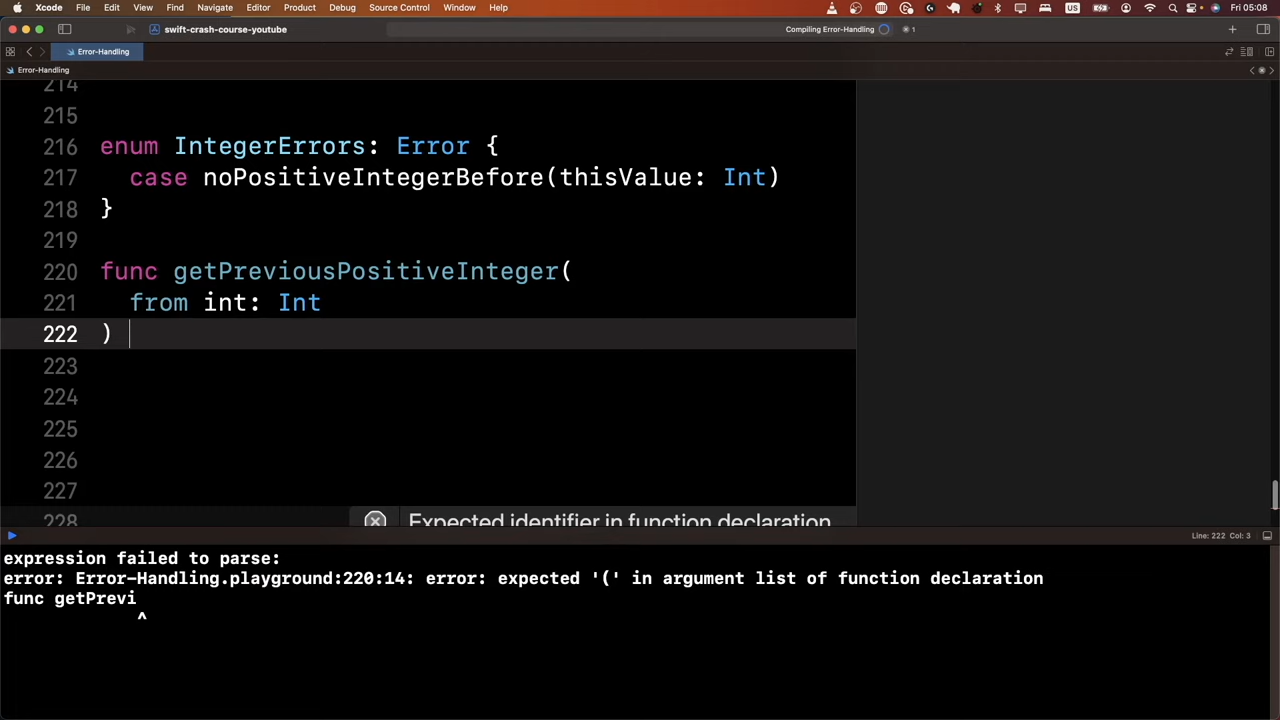 Xcode File Edit View Find Navigate Editor Product Debug Source Control Window Help US Fri 05:08
swift-crash-course-youtube Compiling Error-Handling 1
Error-Handling
Error-Handling
214
215
216 enum IntegerErrors: Error {
217 case noPositiveIntegerBefore(thisValue: Int)
218 }
219
220 func getPreviousPositiveInteger(
221 from int: Int
222 )
223
224
225
226
227
228 Expected identifier in function declaration
Line: 222 Col: 3
expression failed to parse:
error: Error-Handling.playground:220:14: error: expected '(' in argument list of function declaration
func getPrevi
^